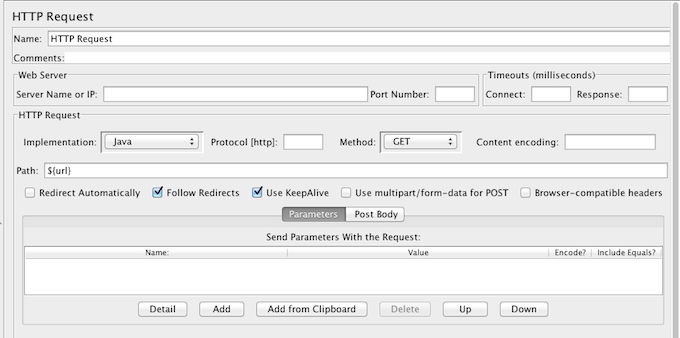 HTTP Request
Name: HTTP Request
Comments:
Web Server Timeouts (milliseconds)
Server Name or IP: Port Number: Connect: Response:
HTTP Request
Implementation: Java Protocol [http]: Method: GET Content encoding:
Path: ${url}
Redirect Automatically Follow Redirects Use KeepAlive Use multipart/form-data for POST Browser-compatible headers
Parameters Post Body
Send Parameters With the Request:
Name: Value Encode? Include Equals?
Detail Add Add from Clipboard Delete Up Down